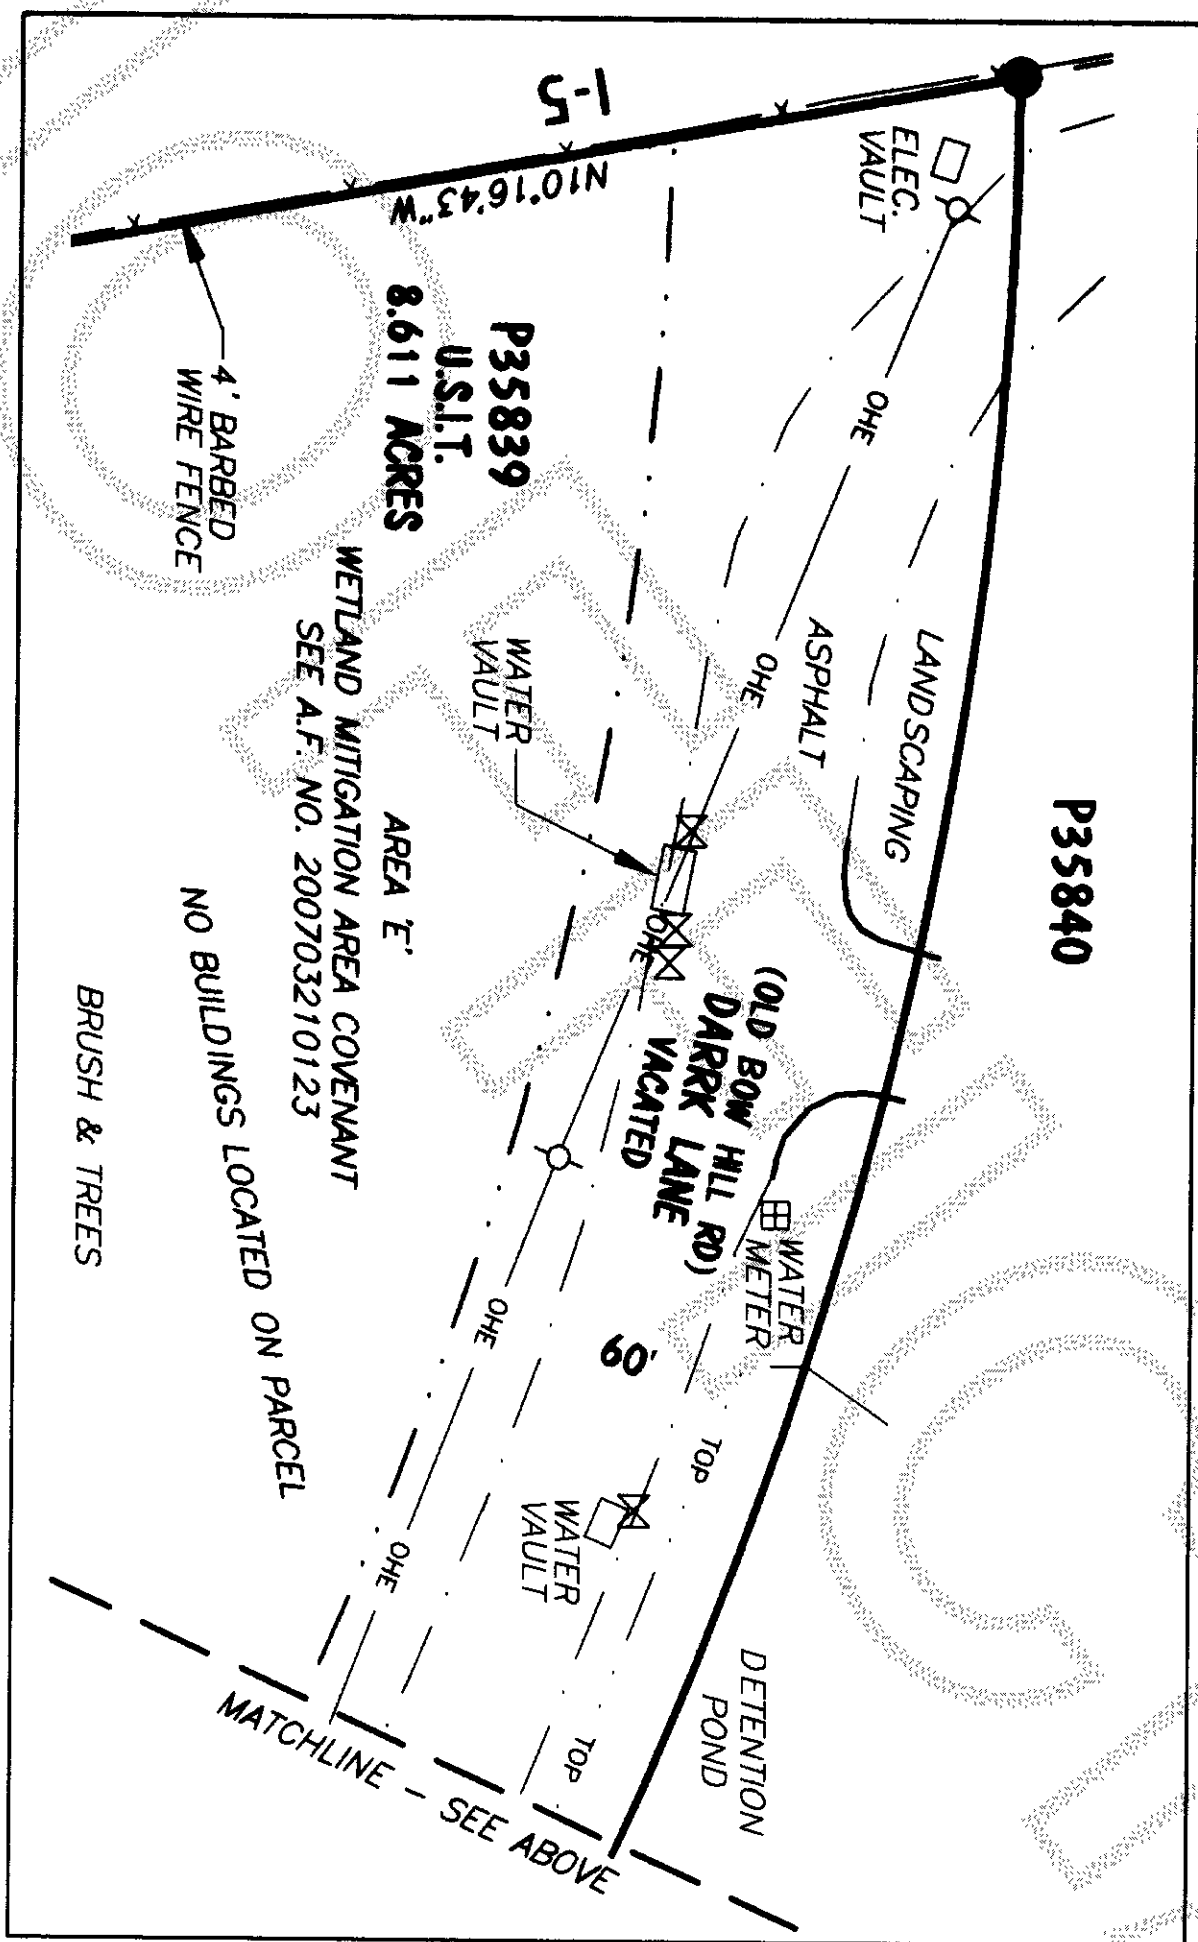 P35840
I-5
N10°16'43"W
ELEC.
VAULT
OHE
LANDSCAPING
ASPHALT
OHE
P35839
U.S.I.T.
8.611 ACRES
4' BARBED
WIRE FENCE
WATER
VAULT
OHE
(OLD BOW HILL RD)
DARRK LANE
VACATED
WATER
METER
60'
AREA 'E'
WETLAND MITIGATION AREA COVENANT
SEE A.F. NO. 200703210123
NO BUILDINGS LOCATED ON PARCEL
BRUSH & TREES
OHE
TOP
WATER
VAULT
OHE
DETENTION
POND
TOP
MATCHLINE - SEE ABOVE